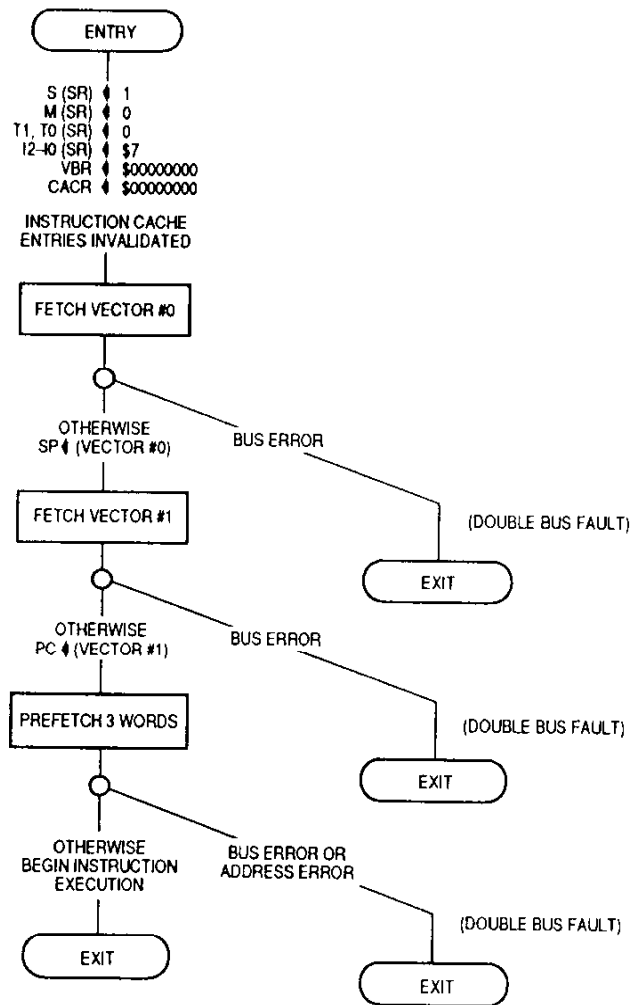 ENTRY
S (SR) ◀ 1
M (SR) ◀ 0
T1, T0 (SR) ◀ 0
I2–I0 (SR) ◀ $7
VBR ◀ $00000000
CACR ◀ $00000000
INSTRUCTION CACHE
ENTRIES INVALIDATED
FETCH VECTOR #0
OTHERWISE
SP ◀ (VECTOR #0)
BUS ERROR
(DOUBLE BUS FAULT)
EXIT
FETCH VECTOR #1
OTHERWISE
PC ◀ (VECTOR #1)
BUS ERROR
(DOUBLE BUS FAULT)
EXIT
PREFETCH 3 WORDS
OTHERWISE
BEGIN INSTRUCTION
EXECUTION
EXIT
BUS ERROR OR
ADDRESS ERROR
(DOUBLE BUS FAULT)
EXIT